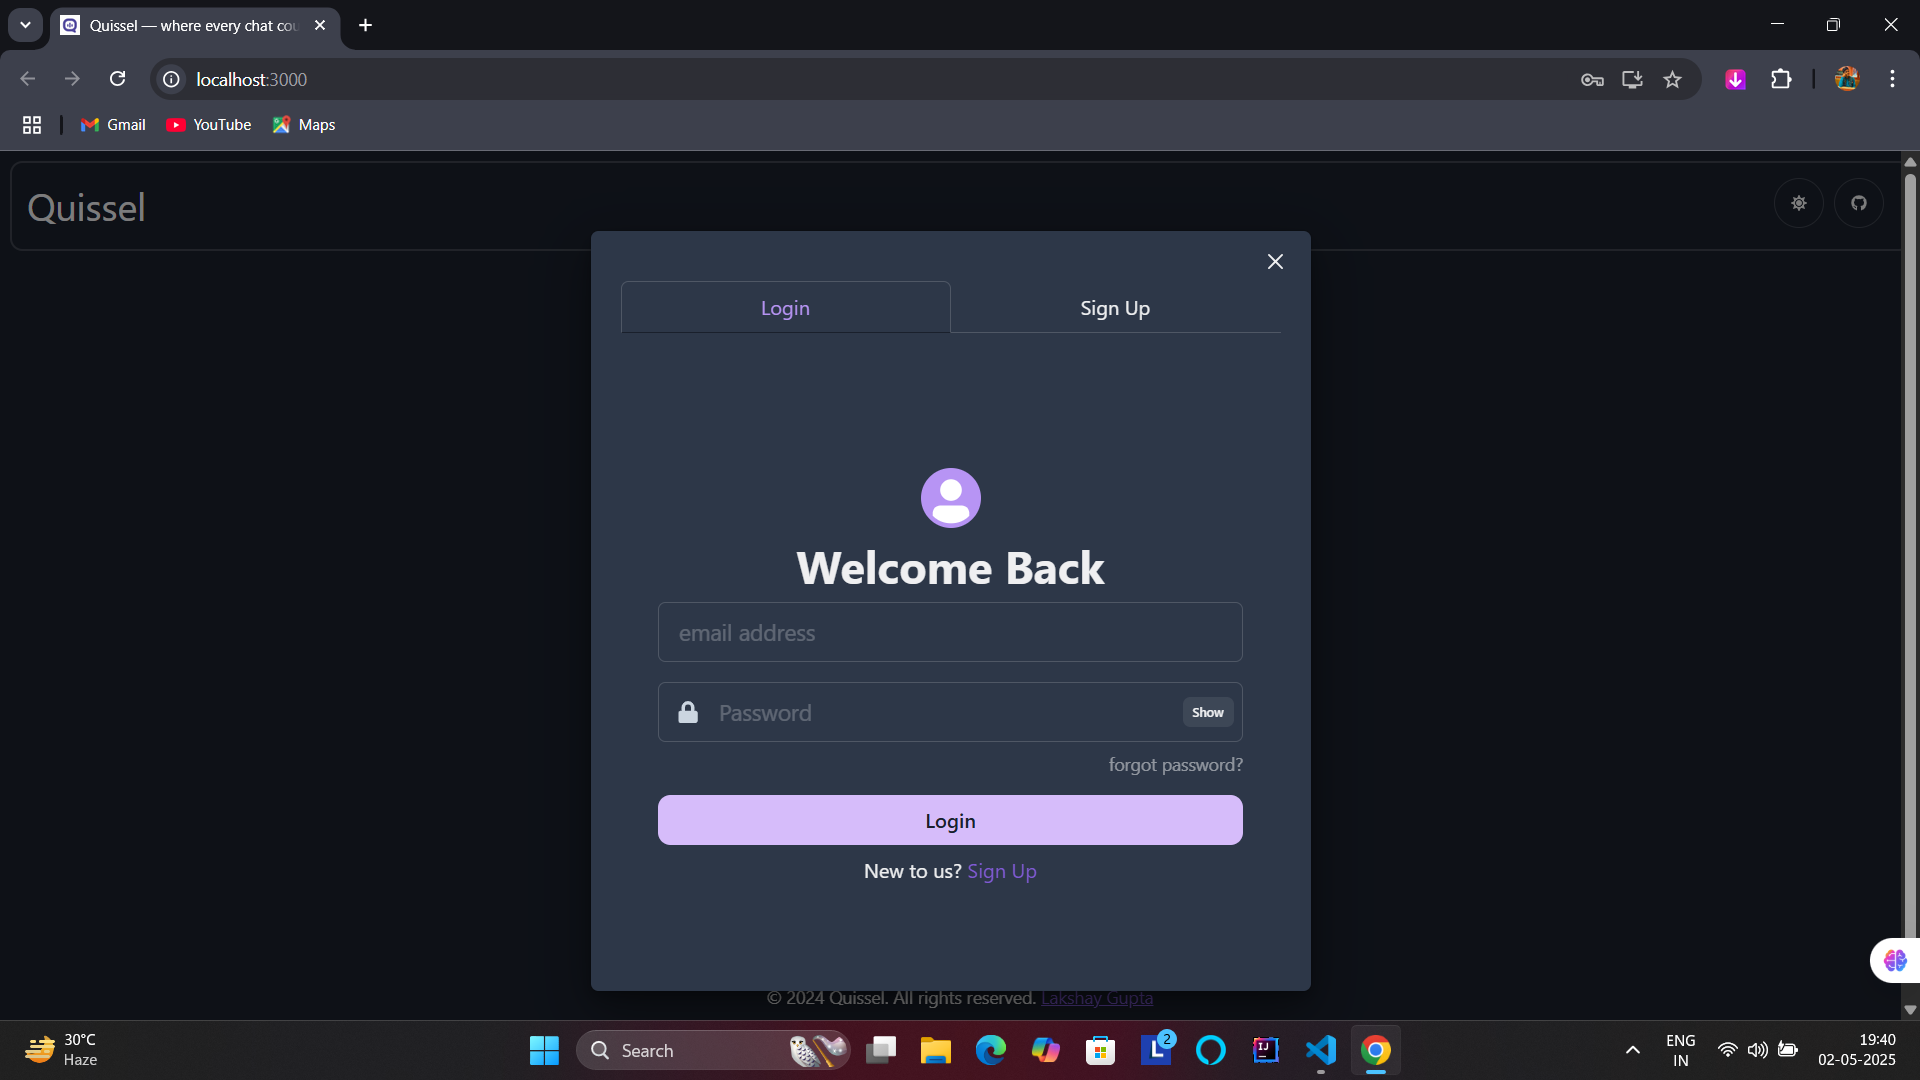 Quissel — where every chat cou
localhost:3000
Gmail
YouTube
Maps
Quissel
Login
Sign Up
Welcome Back
email address
Password
Show
forgot password?
Login
New to us? Sign Up
© 2024 Quissel. All rights reserved. Lakshay Gupta
30°C
Haze
Search
L
2
IJ
ENG
IN
19:40
02-05-2025